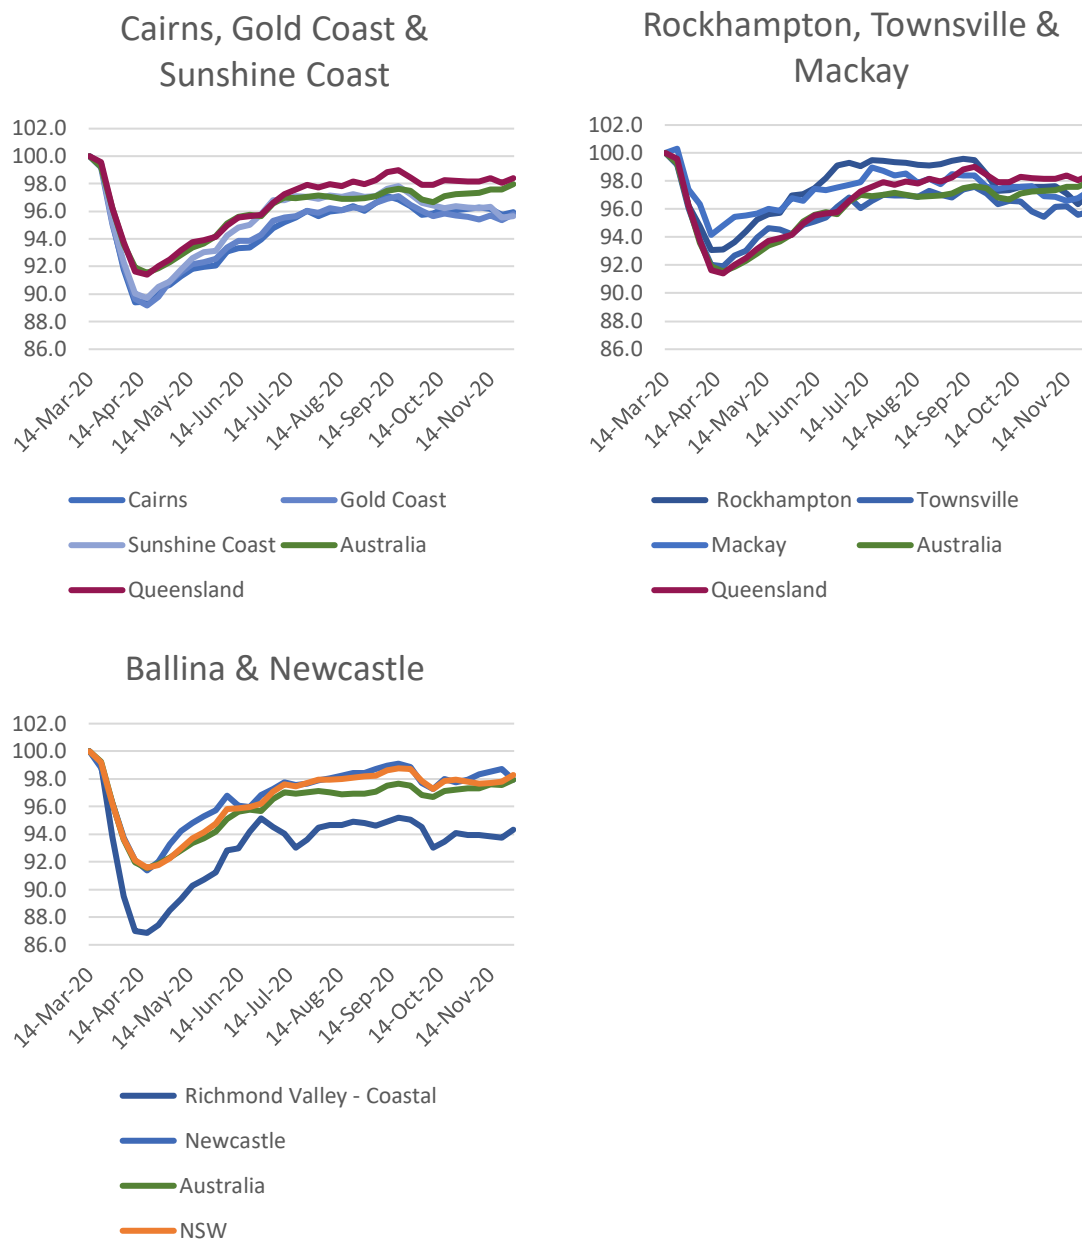 Cairns, Gold Coast &
Sunshine Coast
102.0
100.0
98.0
96.0
94.0
92.0
90.0
88.0
86.0
14-Mar-20
14-Apr-20
14-May-20
14-Jun-20
14-Jul-20
14-Aug-20
14-Sep-20
14-Oct-20
14-Nov-20
Cairns
Gold Coast
Sunshine Coast
Australia
Queensland
Rockhampton, Townsville &
Mackay
102.0
100.0
98.0
96.0
94.0
92.0
90.0
88.0
86.0
14-Mar-20
14-Apr-20
14-May-20
14-Jun-20
14-Jul-20
14-Aug-20
14-Sep-20
14-Oct-20
14-Nov-20
Rockhampton
Townsville
Mackay
Australia
Queensland
Ballina & Newcastle
102.0
100.0
98.0
96.0
94.0
92.0
90.0
88.0
86.0
14-Mar-20
14-Apr-20
14-May-20
14-Jun-20
14-Jul-20
14-Aug-20
14-Sep-20
14-Oct-20
14-Nov-20
Richmond Valley - Coastal
Newcastle
Australia
NSW